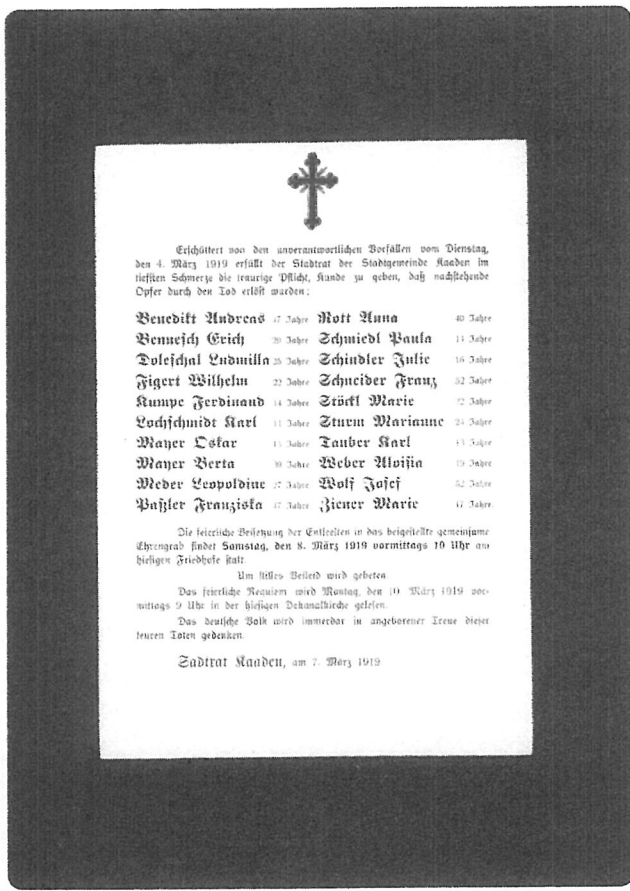 Erschüttert von den unverantwortlichen Vorfällen vom Dienstag,
den 4. März 1919 erfüllt der Stadtrat der Stadtgemeinde Kaaden im
tiefsten Schmerze die traurige Pflicht, Kunde zu geben, daß nachstehende
Opfer durch den Tod erlöst wurden:
Benedikt Andreas 47 Jahre Rott Anna 40 Jahre
Bennesch Erich 20 Jahre Schmiedl Paula Jahre
Doleschal Ludmilla Jahre Schindler Julie 16 Jahre
Figert Wilhelm 22 Jahre Schneider Franz 52 Jahre
Kumpe Ferdinand 14 Jahre Stöckl Marie 72 Jahre
Lochschmidt Karl 11 Jahre Sturm Marianne 24 Jahre
Mayer Oskar Jahre Tauber Karl Jahre
Mayer Berta Jahre Weber Aloisia 19 Jahre
Meder Leopoldine 27 Jahre Wolf Josef 52 Jahre
Paßler Franziska 47 Jahre Ziener Marie 17 Jahre.
Die feierliche Beisetzung der Entseelten in das beigestellte gemeinsame
Ehrengrab findet Samstag, den 8. März 1919 vormittags 10 Uhr am
hiesigen Friedhofe statt.
Um stilles Beileid wird gebeten.
Das feierliche Requiem wird Montag, den 10. März 1919 vor-
mittags 9 Uhr in der hiesigen Dekanalkirche gelesen.
Das deutsche Volk wird immerdar in angeborener Treue dieser
teuren Toten gedenken.
Sadtrat Kaaden, am 7. März 1919